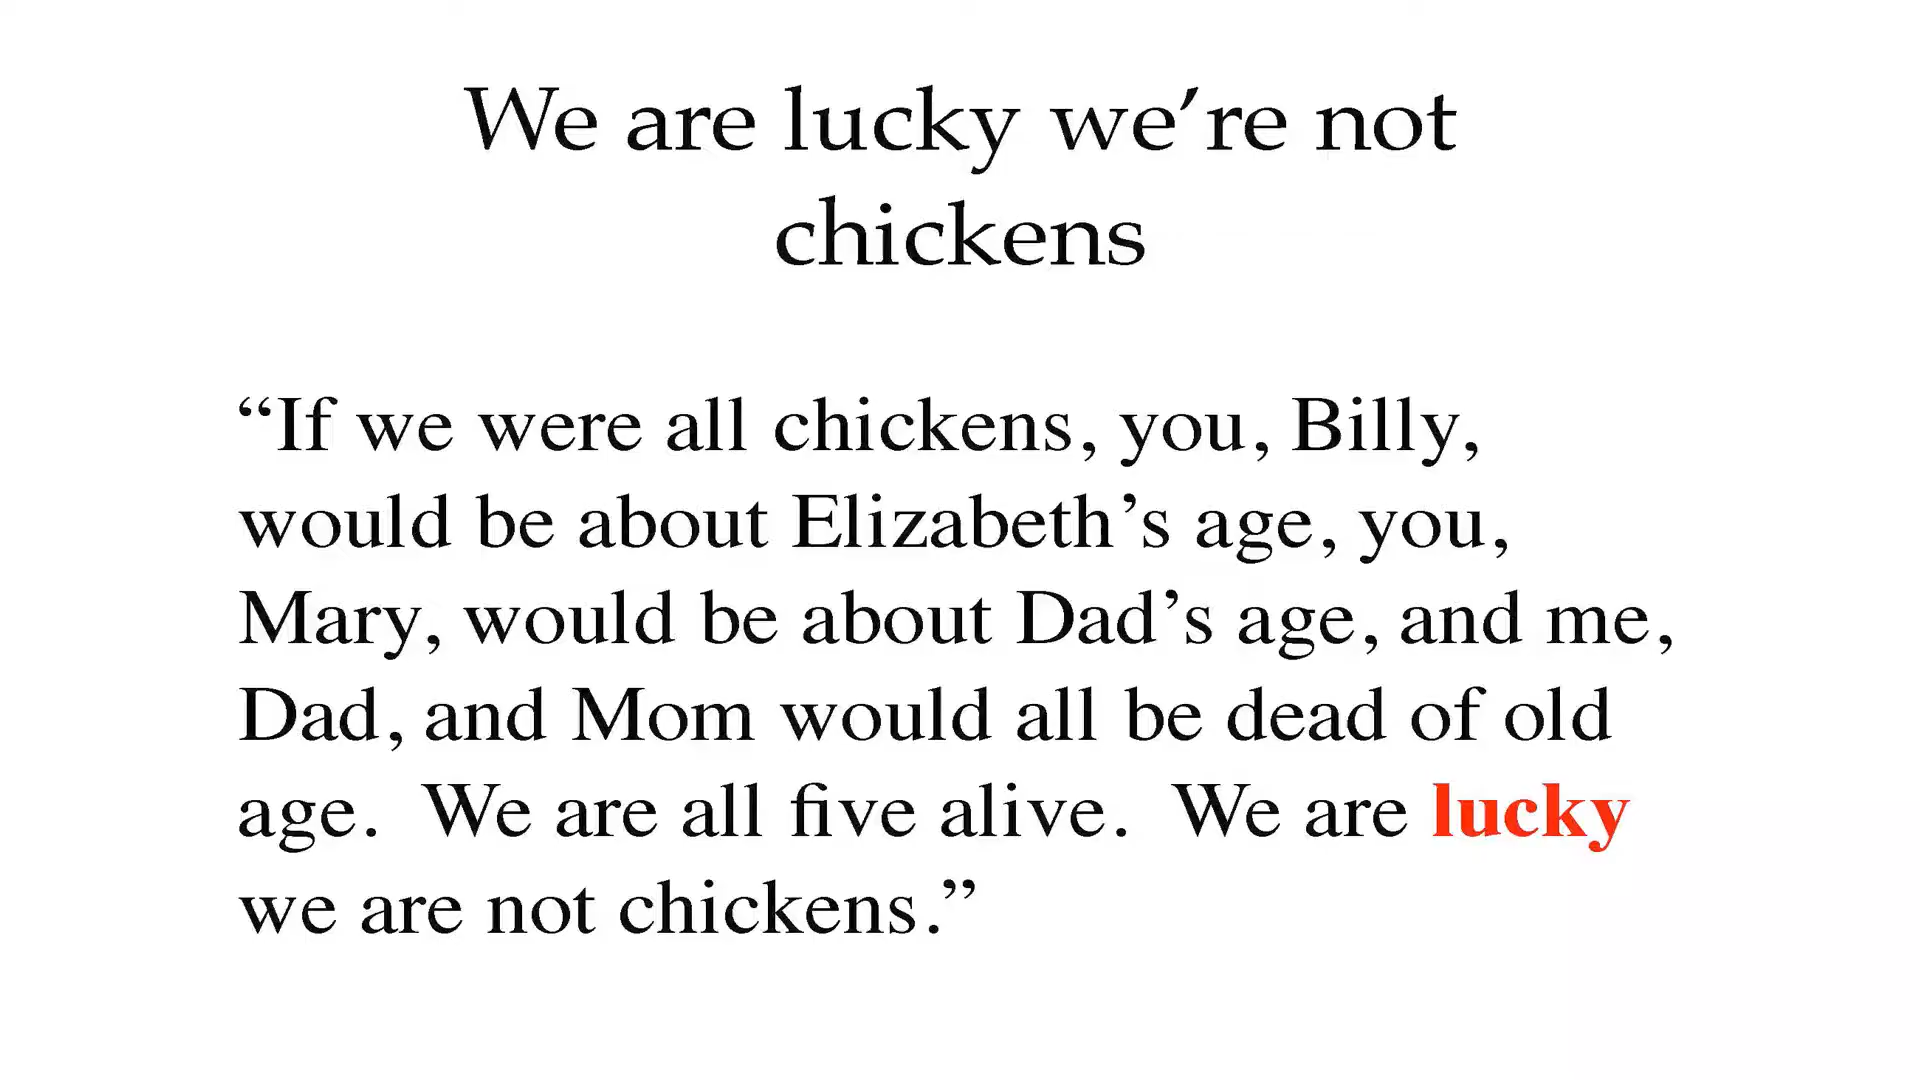 We are lucky we’re not
chickens
“If we were all chickens, you, Billy,
would be about Elizabeth’s age, you,
Mary, would be about Dad’s age, and me,
Dad, and Mom would all be dead of old
age.  We are all five alive.  We are lucky
we are not chickens.”